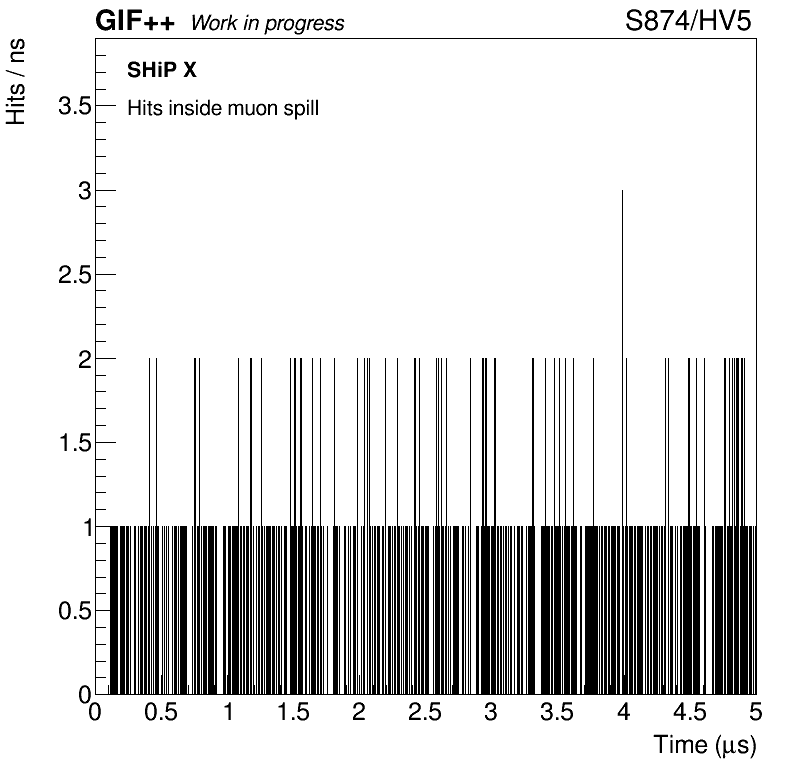 GIF++ Work in progress S874/HV5
Hits / ns
SHiP X
Hits inside muon spill
3.5
3
2.5
2
1.5
1
0.5
0
0 0.5 1 1.5 2 2.5 3 3.5 4 4.5 5
Time (μs)